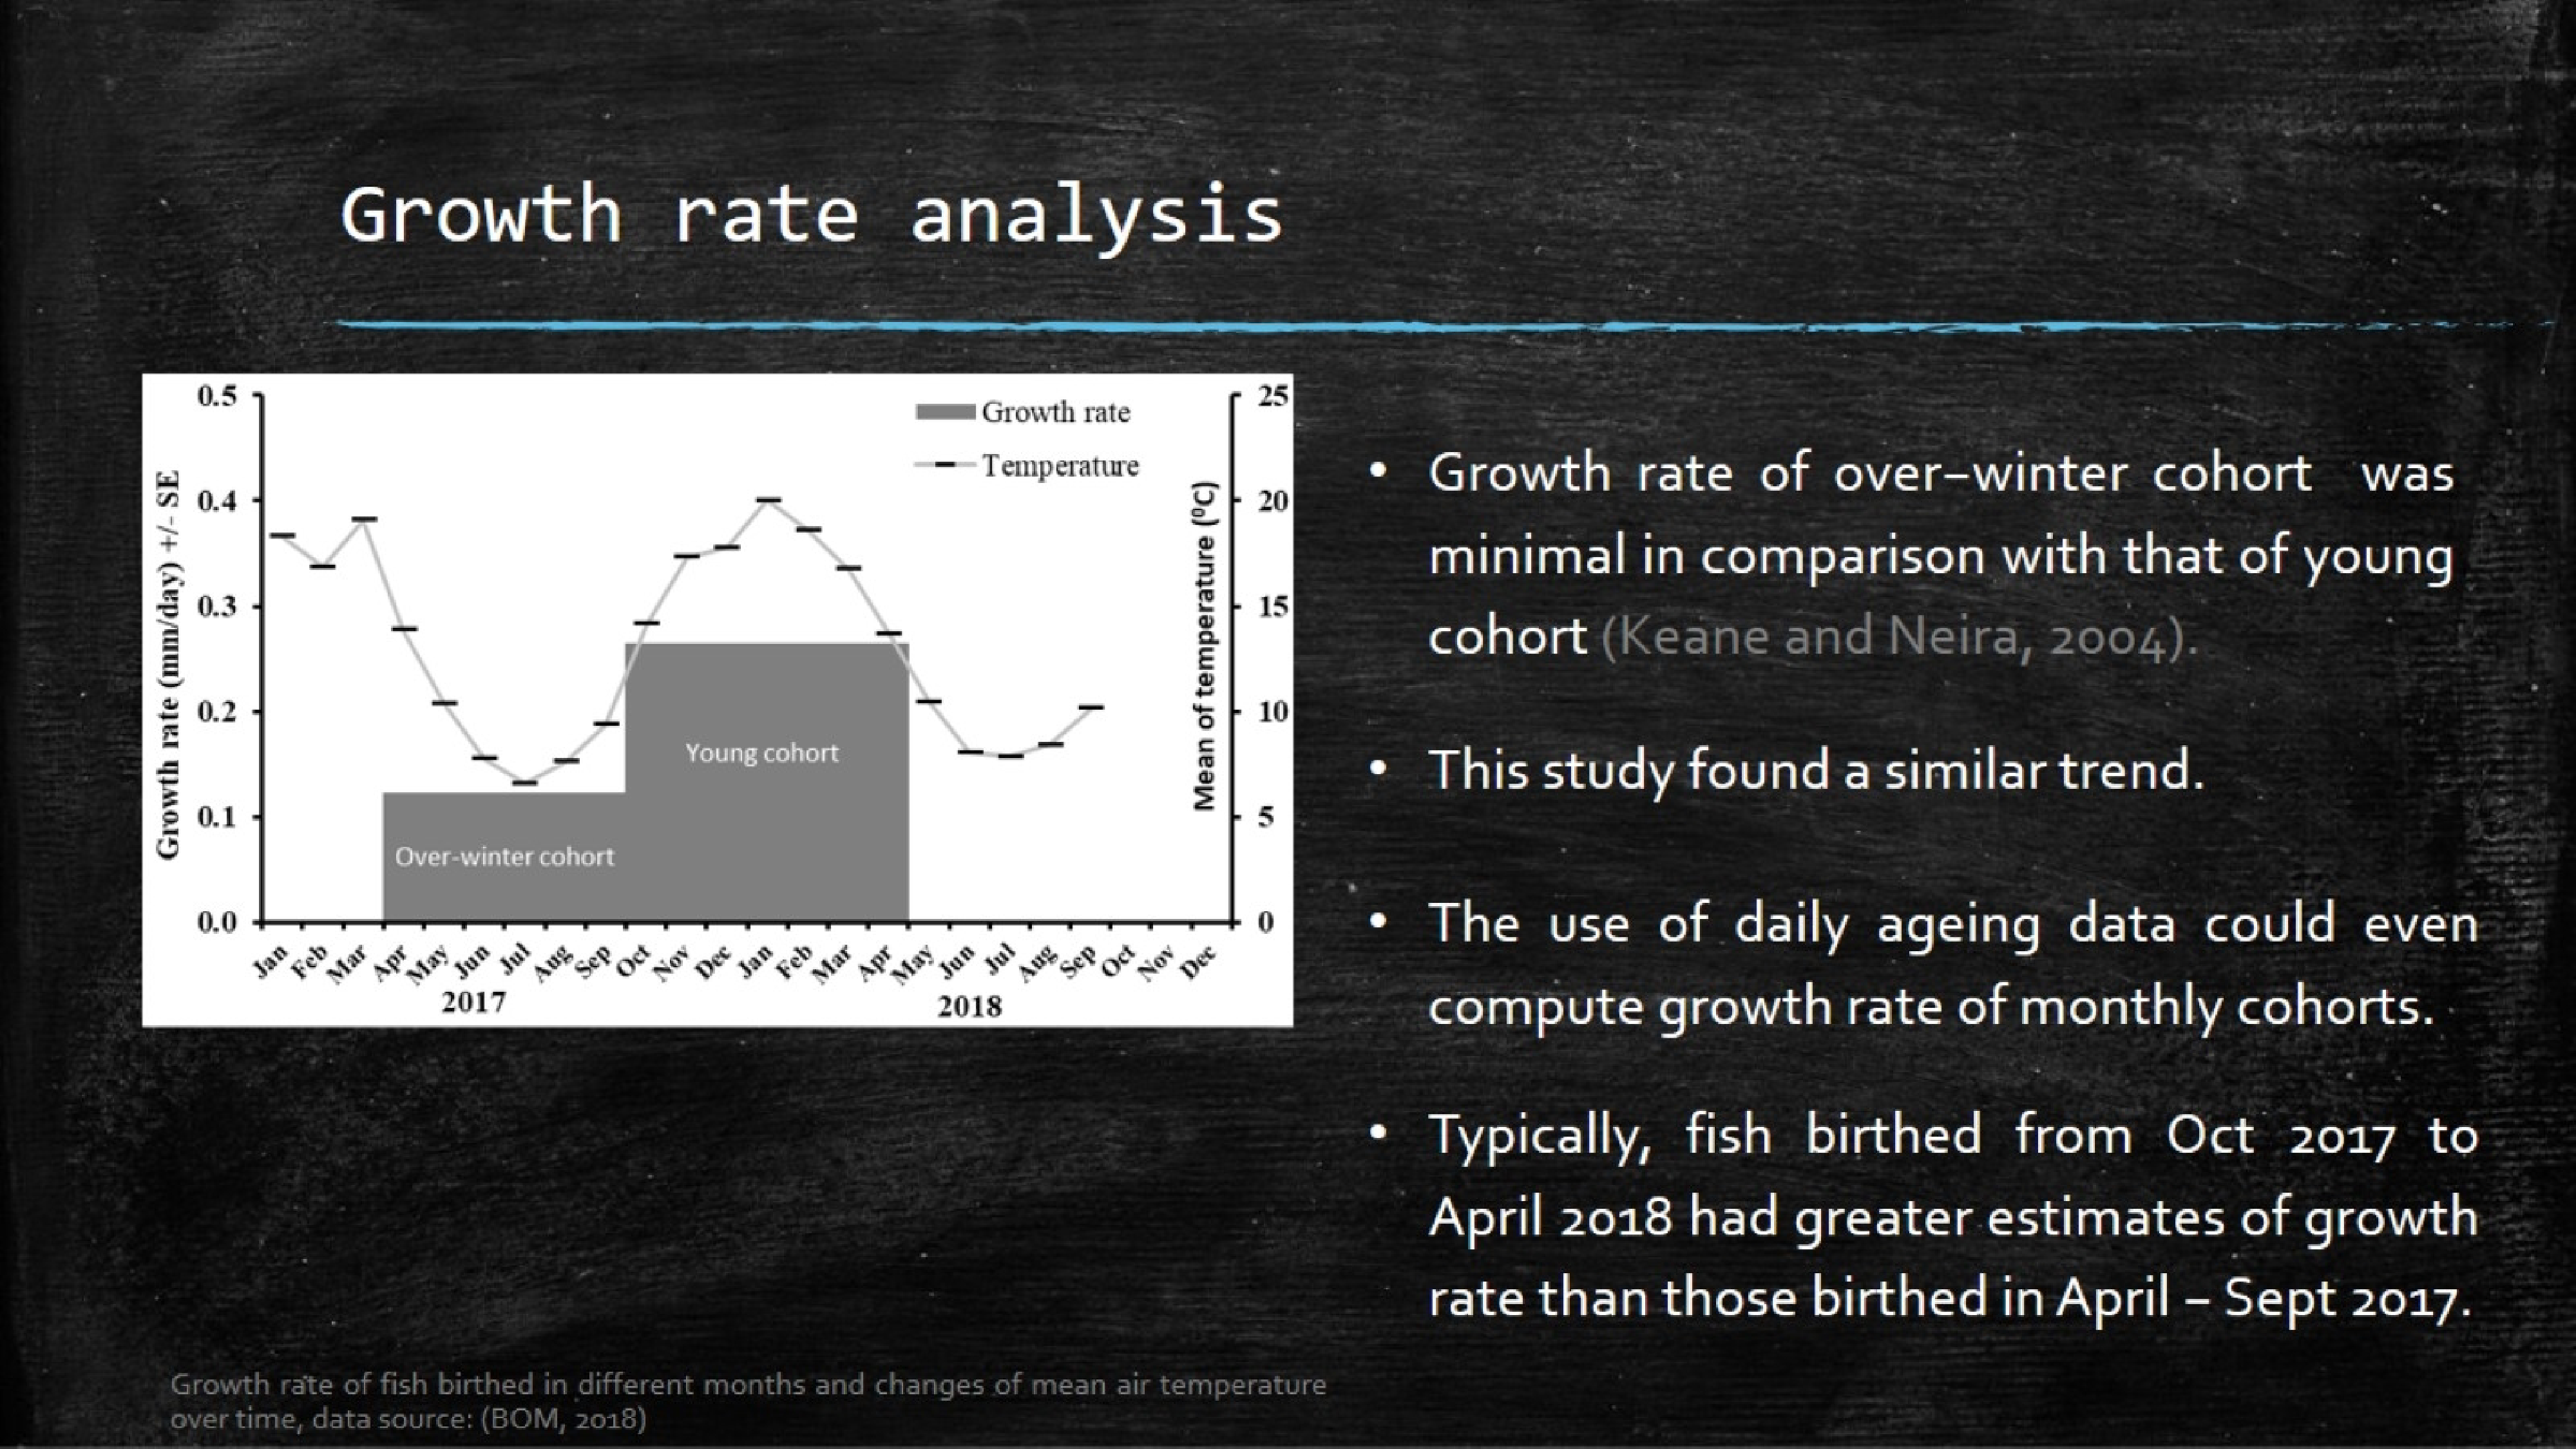 Growth rate analysis
0.5
0.4
0.3
0.2
0.1
0.0
Growth rate (mm/day) +/- SE
Growth rate
Temperature
25
20
15
10
5
0
Mean of temperature (⁰C)
Young cohort
Over-winter cohort
Jan Feb Mar Apr May Jun Jul Aug Sep Oct Nov Dec Jan Feb Mar Apr May Jun Jul Aug Sep Oct Nov Dec
2017 2018
• Growth rate of over–winter cohort was
minimal in comparison with that of young
cohort (Keane and Neira, 2004).
• This study found a similar trend.
• The use of daily ageing data could even
compute growth rate of monthly cohorts.
• Typically, fish birthed from Oct 2017 to
April 2018 had greater estimates of growth
rate than those birthed in April – Sept 2017.
Growth rate of fish birthed in different months and changes of mean air temperature
over time, data source: (BOM, 2018)